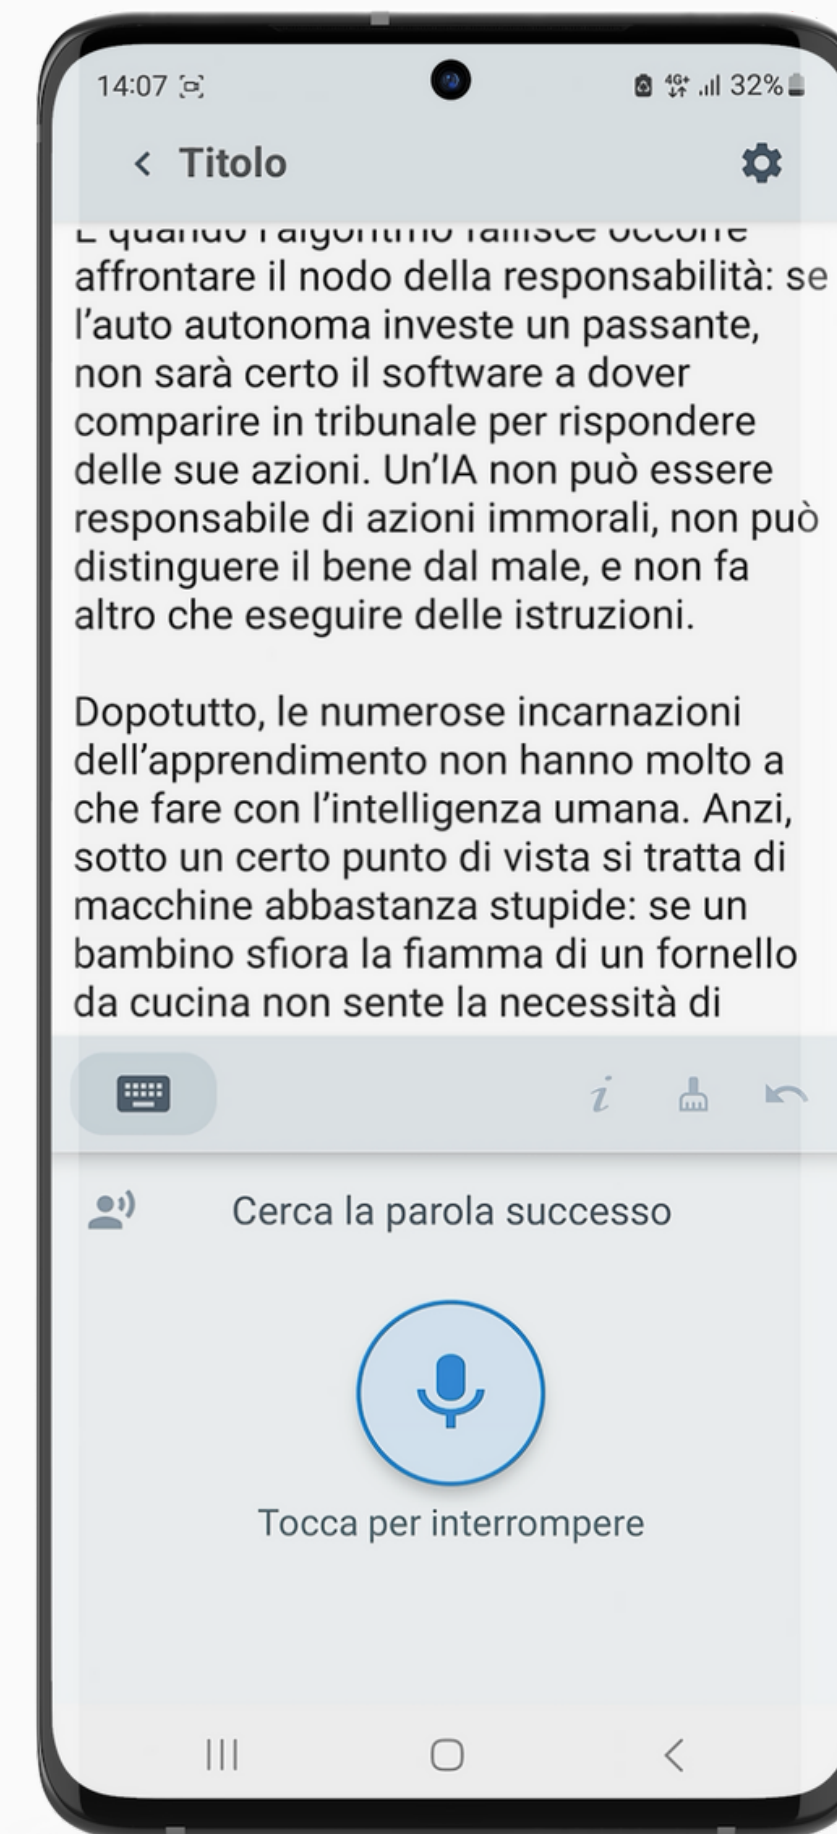 14:07 4G+ 32%
Titolo
E quando l'algoritmo fallisce occorre
affrontare il nodo della responsabilità: se
l’auto autonoma investe un passante,
non sarà certo il software a dover
comparire in tribunale per rispondere
delle sue azioni. Un’IA non può essere
responsabile di azioni immorali, non può
distinguere il bene dal male, e non fa
altro che eseguire delle istruzioni.
Dopotutto, le numerose incarnazioni
dell’apprendimento non hanno molto a
che fare con l’intelligenza umana. Anzi,
sotto un certo punto di vista si tratta di
macchine abbastanza stupide: se un
bambino sfiora la fiamma di un fornello
da cucina non sente la necessità di
i
Cerca la parola successo
Tocca per interrompere